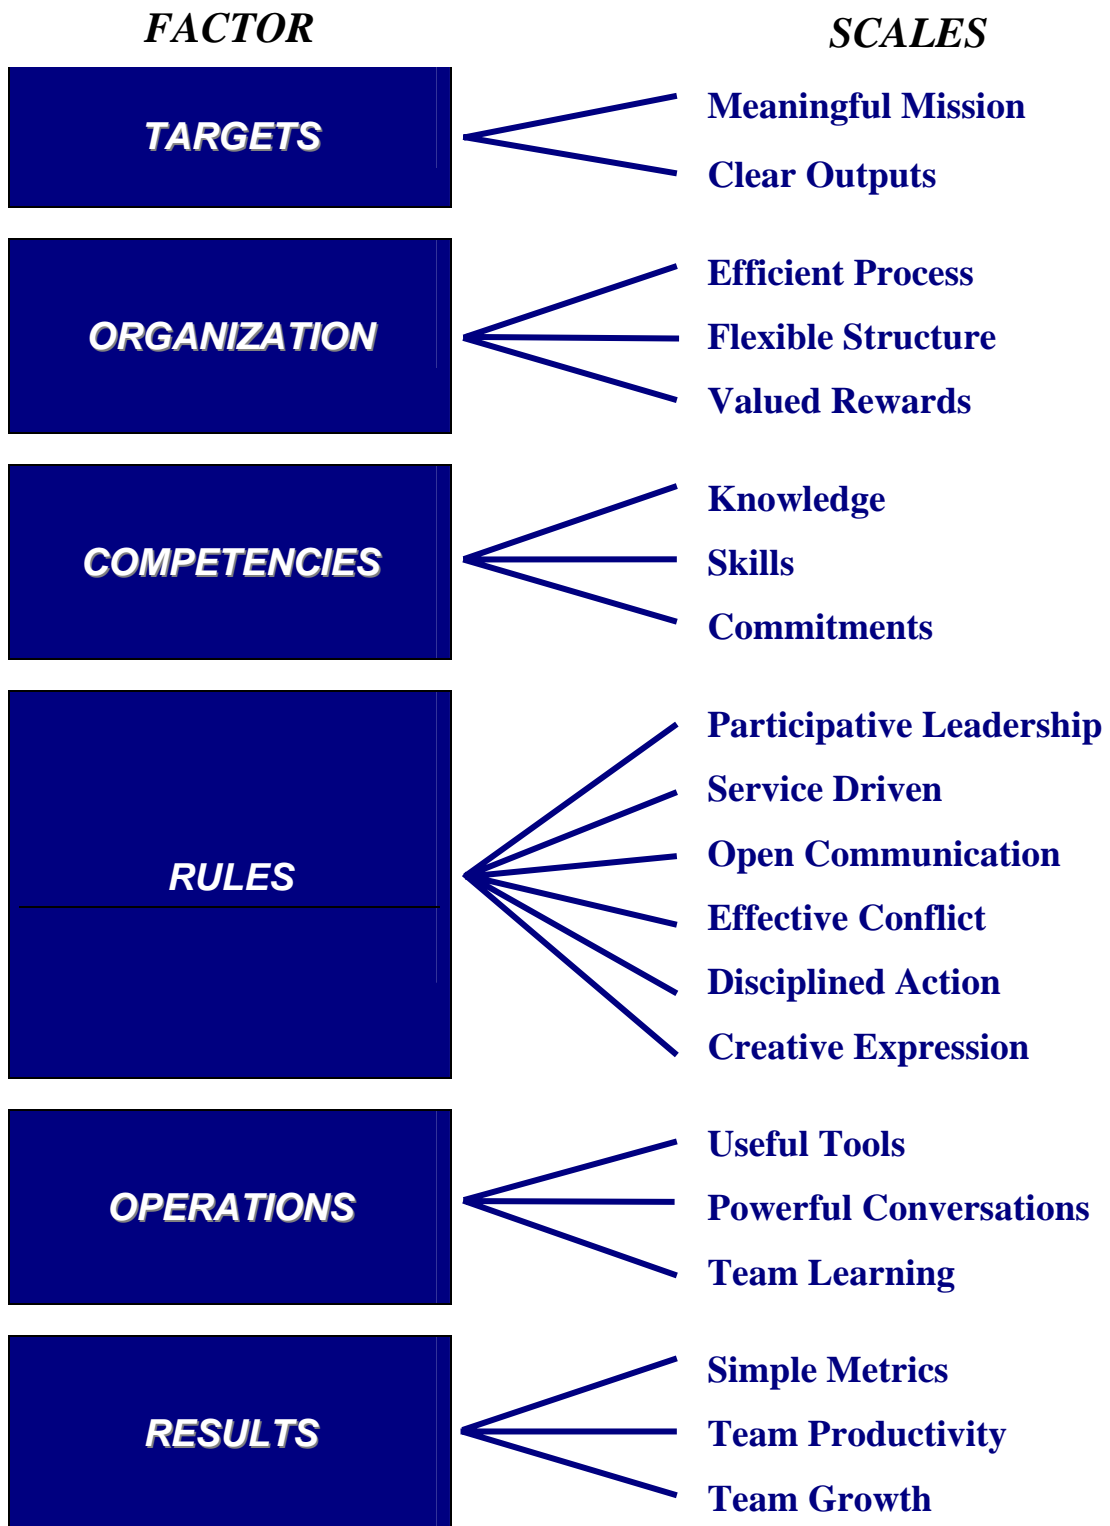 FACTOR
SCALES
TARGETS
Meaningful Mission
Clear Outputs
ORGANIZATION
Efficient Process
Flexible Structure
Valued Rewards
COMPETENCIES
Knowledge
Skills
Commitments
RULES
Participative Leadership
Service Driven
Open Communication
Effective Conflict
Disciplined Action
Creative Expression
OPERATIONS
Useful Tools
Powerful Conversations
Team Learning
RESULTS
Simple Metrics
Team Productivity
Team Growth